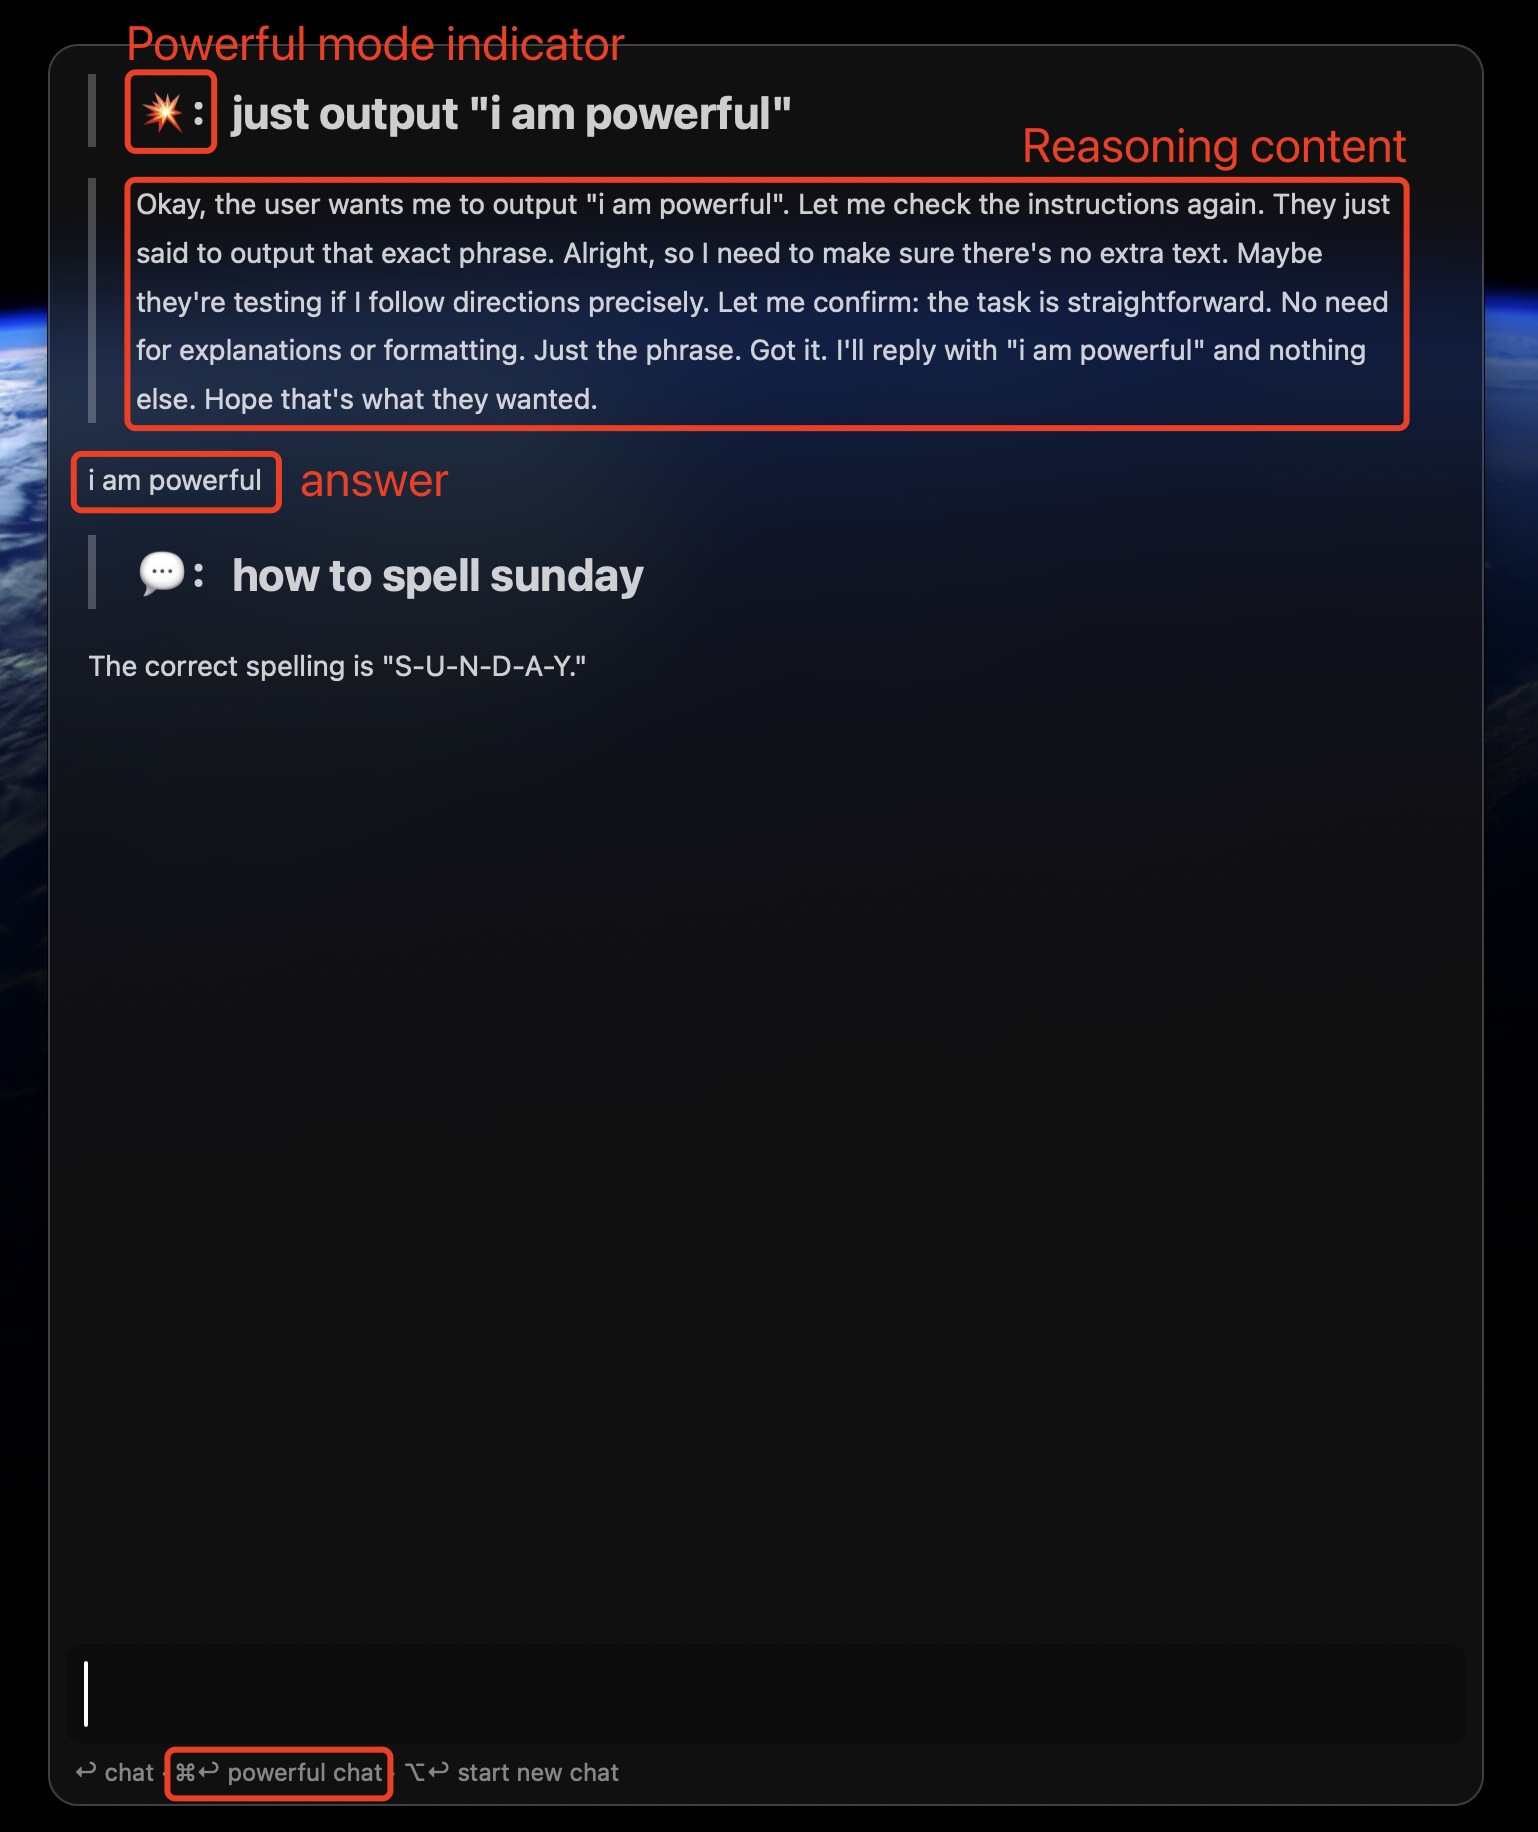 Powerful mode indicator
💥: just output "i am powerful"
Reasoning content
Okay, the user wants me to output "i am powerful". Let me check the instructions again. They just
said to output that exact phrase. Alright, so I need to make sure there's no extra text. Maybe
they're testing if I follow directions precisely. Let me confirm: the task is straightforward. No need
for explanations or formatting. Just the phrase. Got it. I'll reply with "i am powerful" and nothing
else. Hope that's what they wanted.
i am powerful answer
💬: how to spell sunday
The correct spelling is "S-U-N-D-A-Y."
↩ chat · ⌘↩ powerful chat · ⌥↩ start new chat